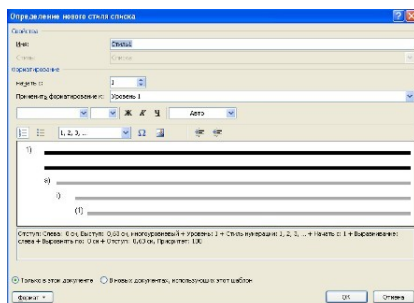 Определение нового стиля списка
Свойства
Имя: Стиль1
Стиль: Списка
Форматирование
начать с: 1
Применить форматирование к: Уровень 1
Ж К Ч Авто
1, 2, 3, ... Ω
1)
a)
i)
(1)
Отступ: Слева: 0 см, Выступ: 0,63 см, многоуровневый + Уровень: 1 + Стиль нумерации: 1, 2, 3, ... + Начать с: 1 + Выравнивание:
слева + Выровнять по: 0 см + Отступ: 0,63 см, Приоритет: 100
Только в этом документе В новых документах, использующих этот шаблон
Формат ОК Отмена